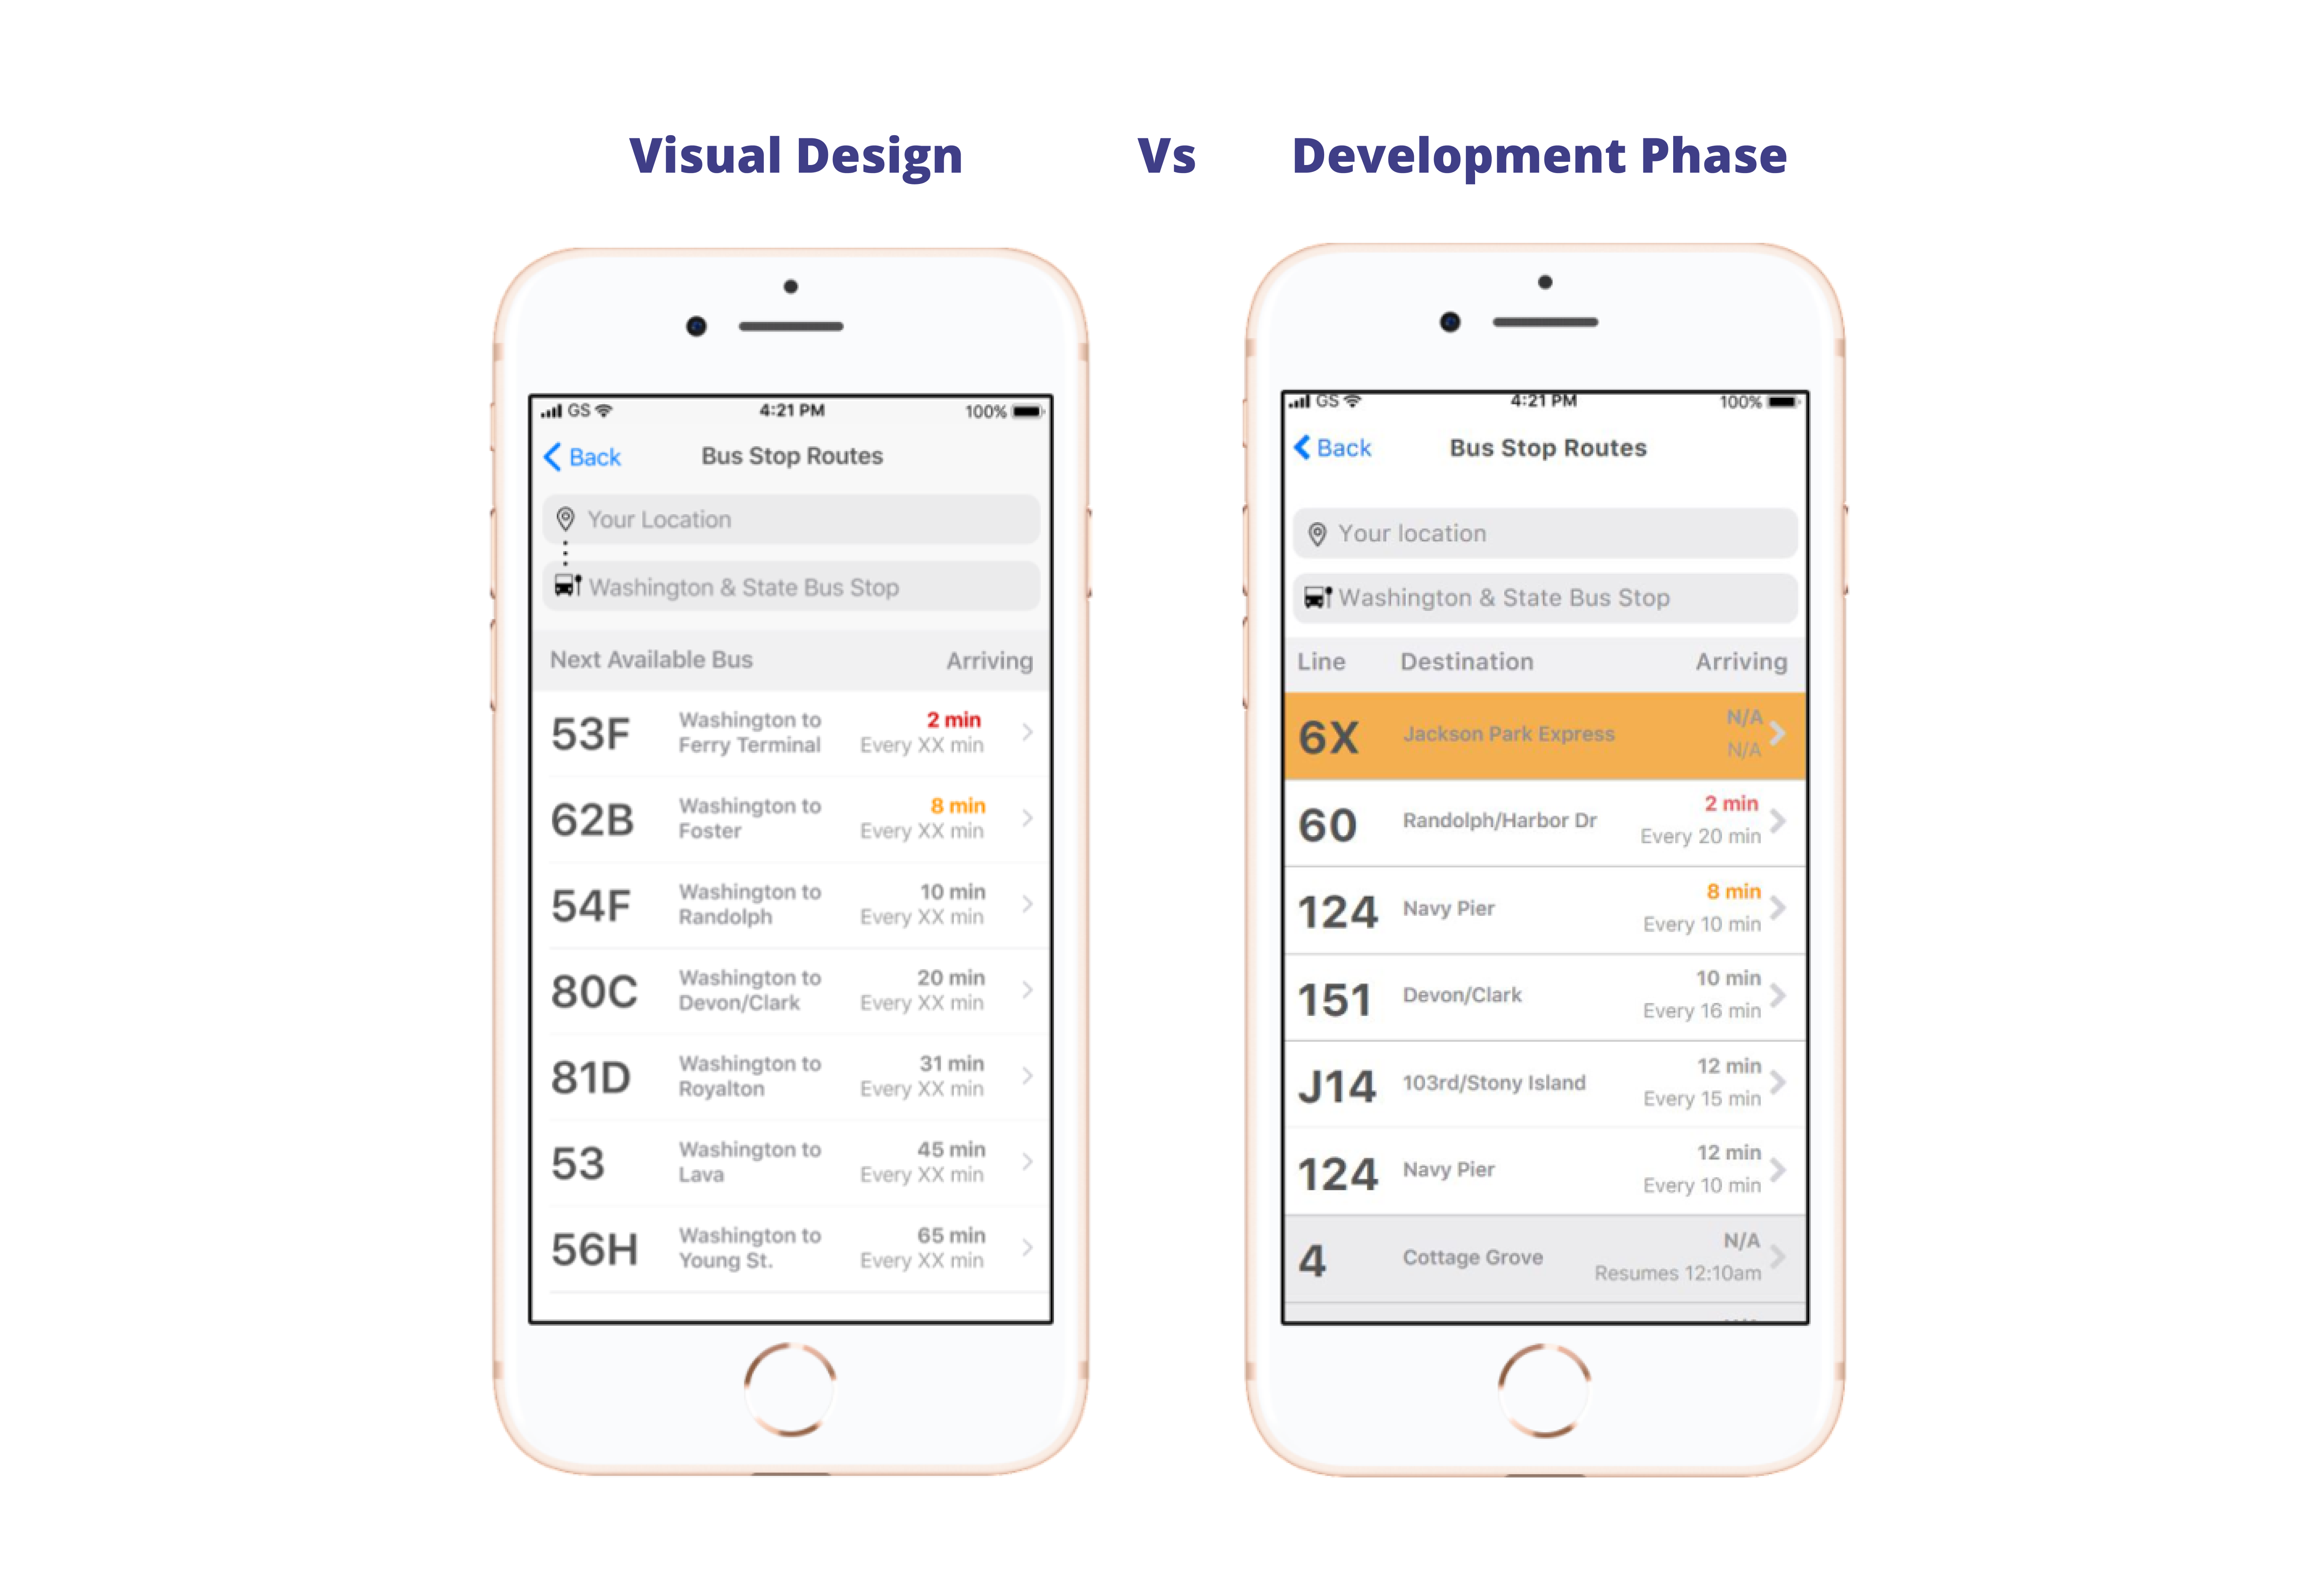 Visual Design Vs Development Phase
GS 4:21 PM 100%
Back Bus Stop Routes
Your Location
Washington & State Bus Stop
Next Available Bus Arriving
53F Washington to 2 min
Ferry Terminal Every XX min
62B Washington to 8 min
Foster Every XX min
54F Washington to 10 min
Randolph Every XX min
80C Washington to 20 min
Devon/Clark Every XX min
81D Washington to 31 min
Royalton Every XX min
53 Washington to 45 min
Lava Every XX min
56H Washington to 65 min
Young St. Every XX min
GS 4:21 PM 100%
Back Bus Stop Routes
Your location
Washington & State Bus Stop
Line Destination Arriving
6X Jackson Park Express N/A
N/A
60 Randolph/Harbor Dr 2 min
Every 20 min
124 Navy Pier 8 min
Every 10 min
151 Devon/Clark 10 min
Every 16 min
J14 103rd/Stony Island 12 min
Every 15 min
124 Navy Pier 12 min
Every 10 min
4 Cottage Grove N/A
Resumes 12:10am